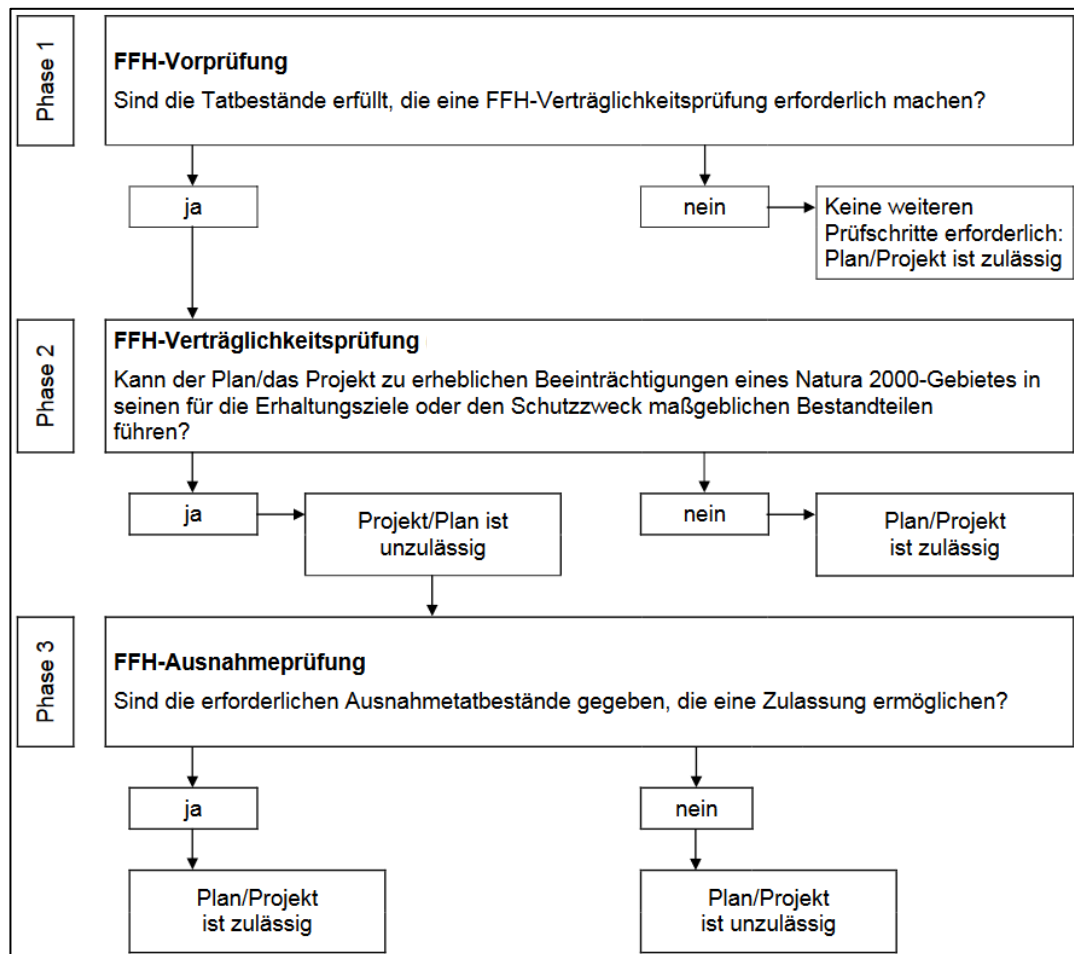 Phase 1
FFH-Vorprüfung
Sind die Tatbestände erfüllt, die eine FFH-Verträglichkeitsprüfung erforderlich machen?
ja
nein
Keine weiteren
Prüfschritte erforderlich:
Plan/Projekt ist zulässig
Phase 2
FFH-Verträglichkeitsprüfung
Kann der Plan/das Projekt zu erheblichen Beeinträchtigungen eines Natura 2000-Gebietes in
seinen für die Erhaltungsziele oder den Schutzzweck maßgeblichen Bestandteilen
führen?
ja
Projekt/Plan ist
unzulässig
nein
Plan/Projekt
ist zulässig
Phase 3
FFH-Ausnahmeprüfung
Sind die erforderlichen Ausnahmetatbestände gegeben, die eine Zulassung ermöglichen?
ja
nein
Plan/Projekt
ist zulässig
Plan/Projekt
ist unzulässig